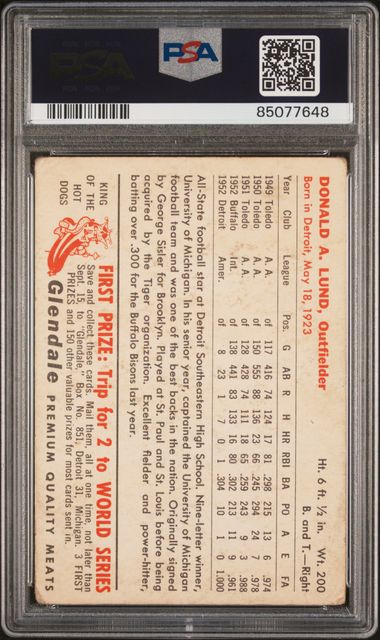 PSA
PSA
85077648
DONALD A. LUND, Outfielder Ht. 6 ft. ½ in. Wt. 200
Born in Detroit, May 18, 1923 B. and T.—Right
Year Club League Pos. G AB R H HR RBI BA PO A E FA
1949 Toledo A. A. of 117 416 74 124 17 81 .298 215 13 6 .974
1950 Toledo A. A. of 150 555 88 136 23 66 .245 294 24 7 .978
1951 Toledo A. A. of 128 428 74 111 18 65 .259 243 9 3 .988
1952 Buffalo Int. of 138 441 83 133 16 80 .301 213 11 9 .961
1952 Detroit Amer. of 8 23 1 7 0 1 .304 10 1 0 1.000
All-State football star at Detroit Southeastern High School. Nine-letter winner,
University of Michigan. In his senior year, captained the University of Michigan
football team and was one of the best backs in the nation. Originally signed
by George Sisler for Brooklyn. Played at St. Paul and St. Louis before being
acquired by the Tiger organization. Excellent fielder and power-hitter,
batting over .300 for the Buffalo Bisons last year.
KING
OF THE
HOT
DOGS
FIRST PRIZE: Trip for 2 to WORLD SERIES
Save and collect these cards. Mail them, all at one time, not later than
Sept. 15, to "Glendale," Box No. 851, Detroit 31, Michigan. 3 FIRST
PRIZES and 150 other valuable prizes for most cards sent in.
Glendale PREMIUM QUALITY MEATS